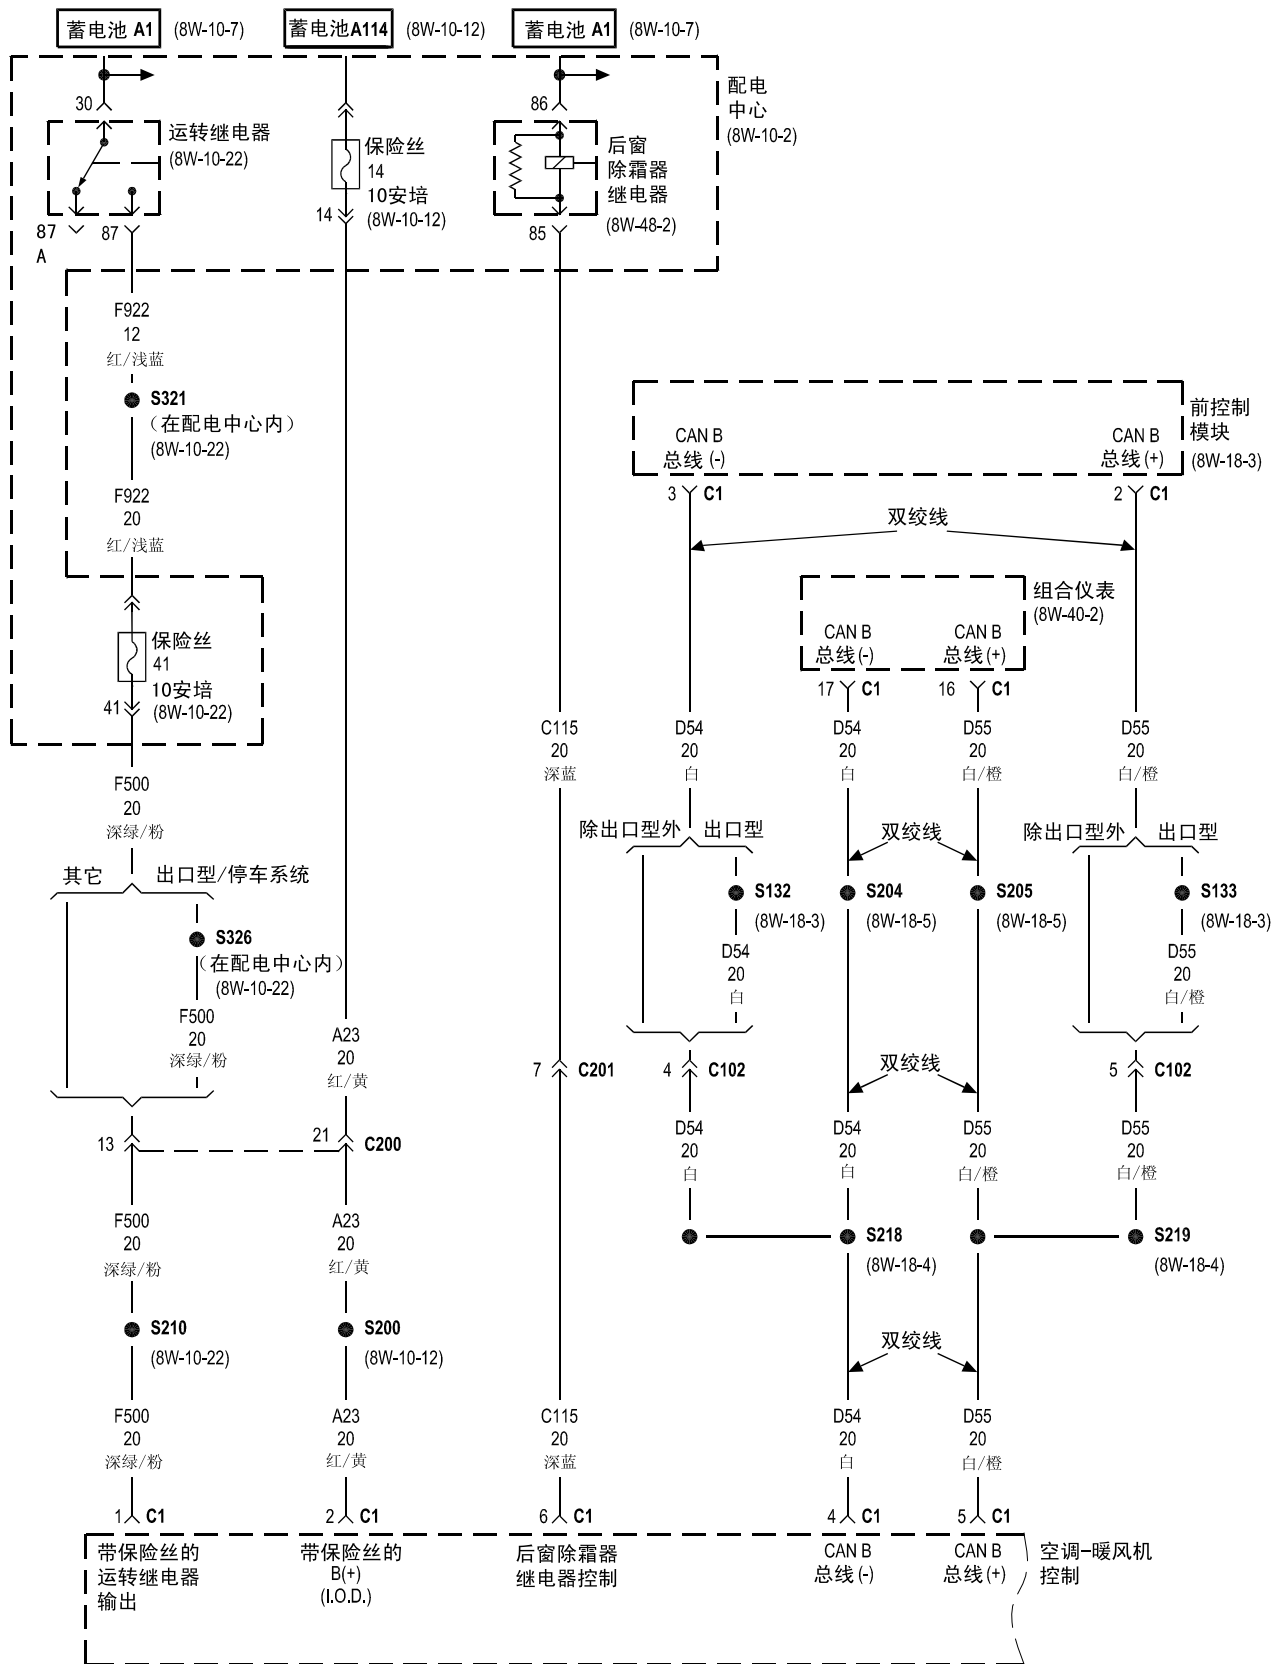 蓄电池 A1 (8W-10-7)
蓄电池A114 (8W-10-12)
蓄电池 A1 (8W-10-7)
配电
中心
(8W-10-2)
30
运转继电器
(8W-10-22)
87
A
87
保险丝
14
10安培
(8W-10-12)
14
86
后窗
除霜器
继电器
(8W-48-2)
85
F922
12
红/浅蓝
S321
（在配电中心内）
(8W-10-22)
F922
20
红/浅蓝
保险丝
41
10安培
(8W-10-22)
41
F500
20
深绿/粉
其它
出口型/停车系统
S326
（在配电中心内）
(8W-10-22)
F500
20
深绿/粉
A23
20
红/黄
13
21
C200
F500
20
深绿/粉
A23
20
红/黄
S210
(8W-10-22)
S200
(8W-10-12)
F500
20
深绿/粉
A23
20
红/黄
C115
20
深蓝
7
C201
C115
20
深蓝
前控制
模块
(8W-18-3)
CAN B
总线 (-)
CAN B
总线 (+)
3
C1
2
C1
双绞线
组合仪表
(8W-40-2)
CAN B
总线 (-)
CAN B
总线 (+)
17
C1
16
C1
D54
20
白
D54
20
白
D55
20
白/橙
D55
20
白/橙
除出口型外
出口型
双绞线
除出口型外
出口型
S132
(8W-18-3)
S204
(8W-18-5)
S205
(8W-18-5)
S133
(8W-18-3)
D54
20
白
D55
20
白/橙
4
C102
双绞线
5
C102
D54
20
白
D54
20
白
D55
20
白/橙
D55
20
白/橙
S218
(8W-18-4)
S219
(8W-18-4)
双绞线
D54
20
白
D55
20
白/橙
1
C1
2
C1
6
C1
4
C1
5
C1
带保险丝的
运转继电器
输出
带保险丝的
B(+)
(I.O.D.)
后窗除霜器
继电器控制
CAN B
总线 (-)
CAN B
总线 (+)
空调-暖风机
控制